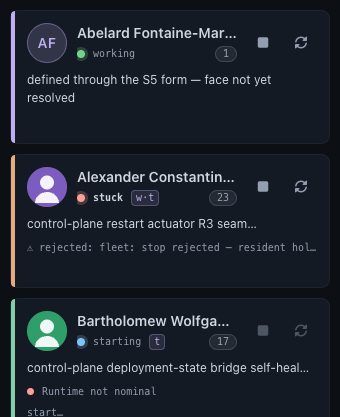 AF
Abelard Fontaine-Mar...
working
1
defined through the S5 form — face not yet
resolved
Alexander Constantin...
stuck w·t
23
control-plane restart actuator R3 seam...
⚠ rejected: fleet: stop rejected — resident hol...
Bartholomew Wolfga...
starting t
17
control-plane deployment-state bridge self-heal...
Runtime not nominal
start...